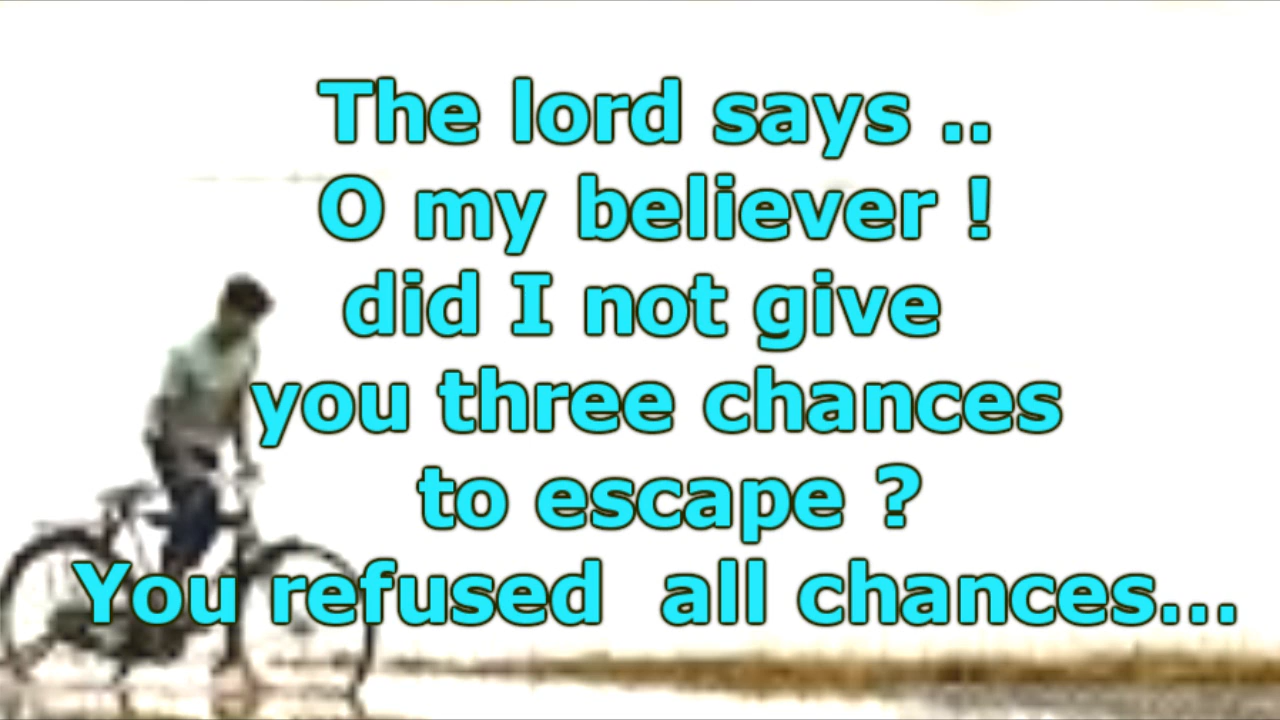 The lord says ..
O my believer !
did I not give
you three chances
to escape ?
You refused  all chances...